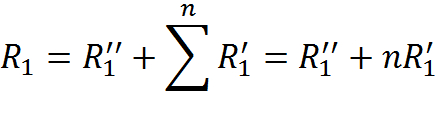 R₁ = R₁′′ + ∑ⁿ R₁′ = R₁′′ + nR₁′